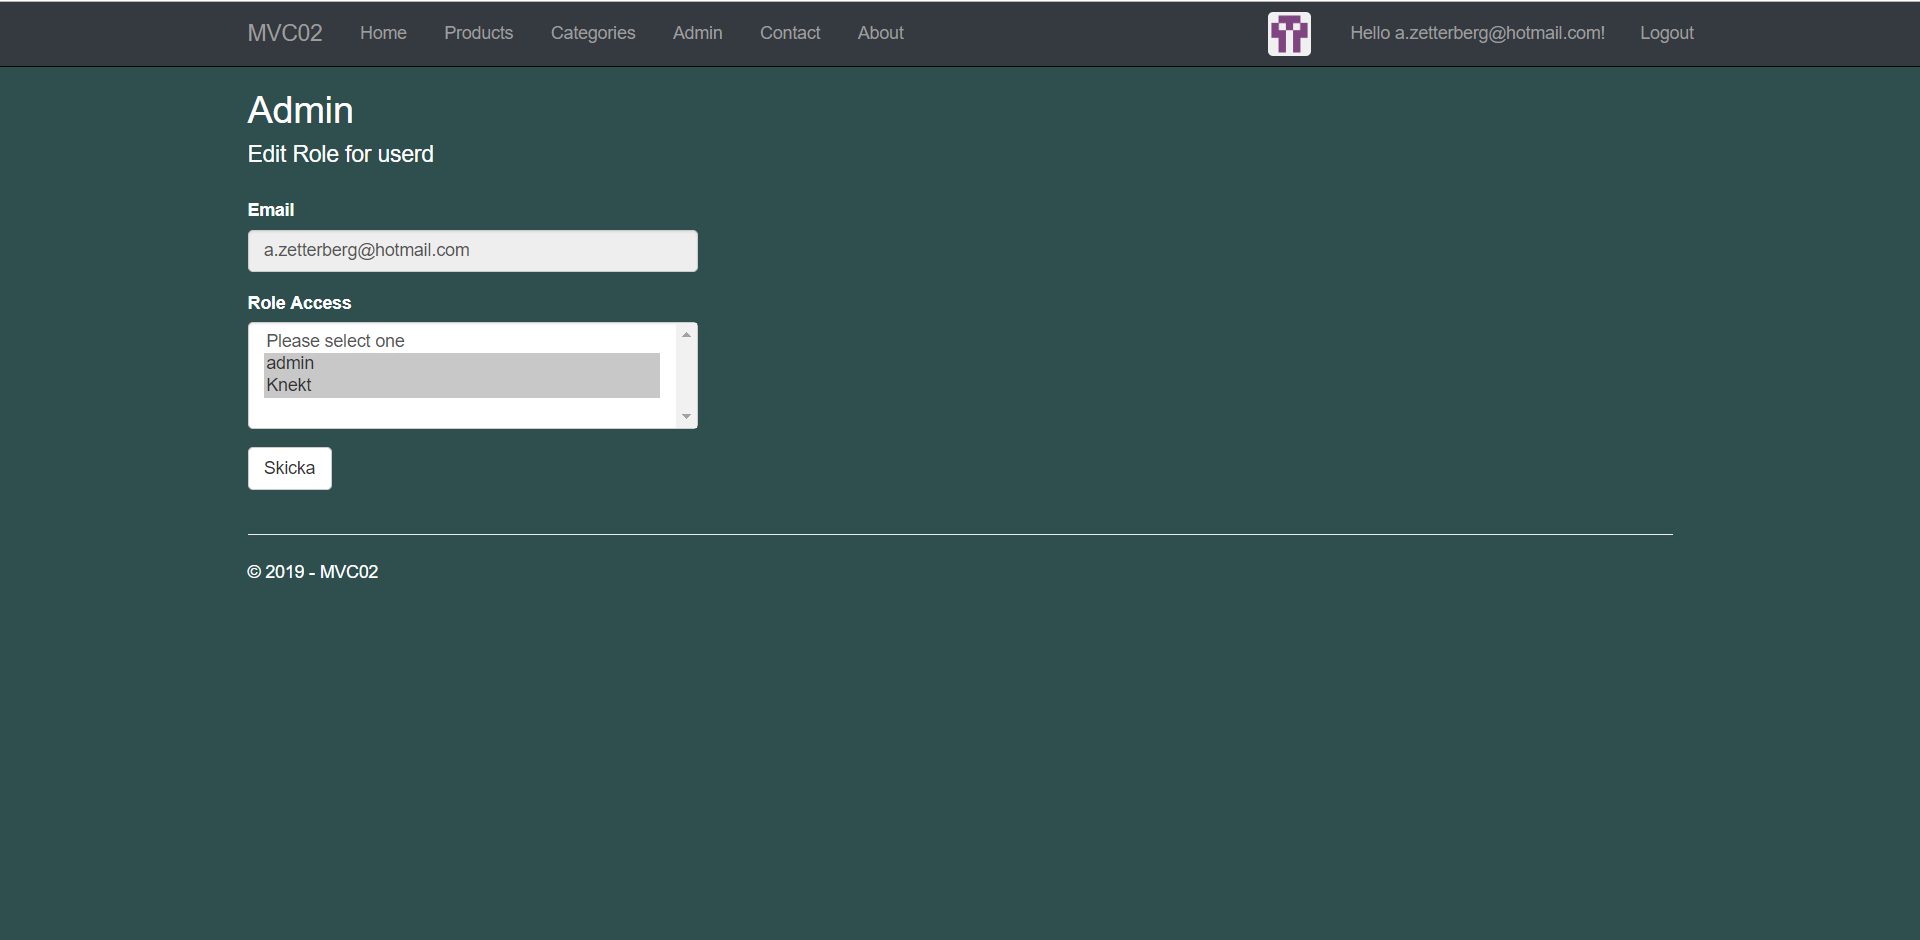 MVC02 Home Products Categories Admin Contact About Hello a.zetterberg@hotmail.com! Logout
Admin
Edit Role for userd
Email
a.zetterberg@hotmail.com
Role Access
Please select one
admin
Knekt
Skicka
© 2019 - MVC02